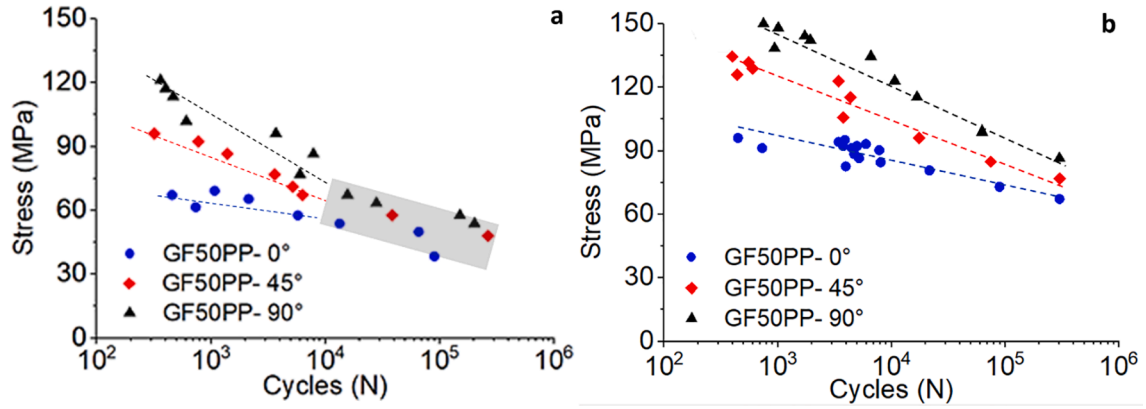 a
Stress (MPa)
150
120
90
60
30
0
GF50PP- 0°
GF50PP- 45°
GF50PP- 90°
10² 10³ 10⁴ 10⁵ 10⁶
Cycles (N)
b
Stress (MPa)
150
120
90
60
30
0
GF50PP- 0°
GF50PP- 45°
GF50PP- 90°
10² 10³ 10⁴ 10⁵ 10⁶
Cycles (N)